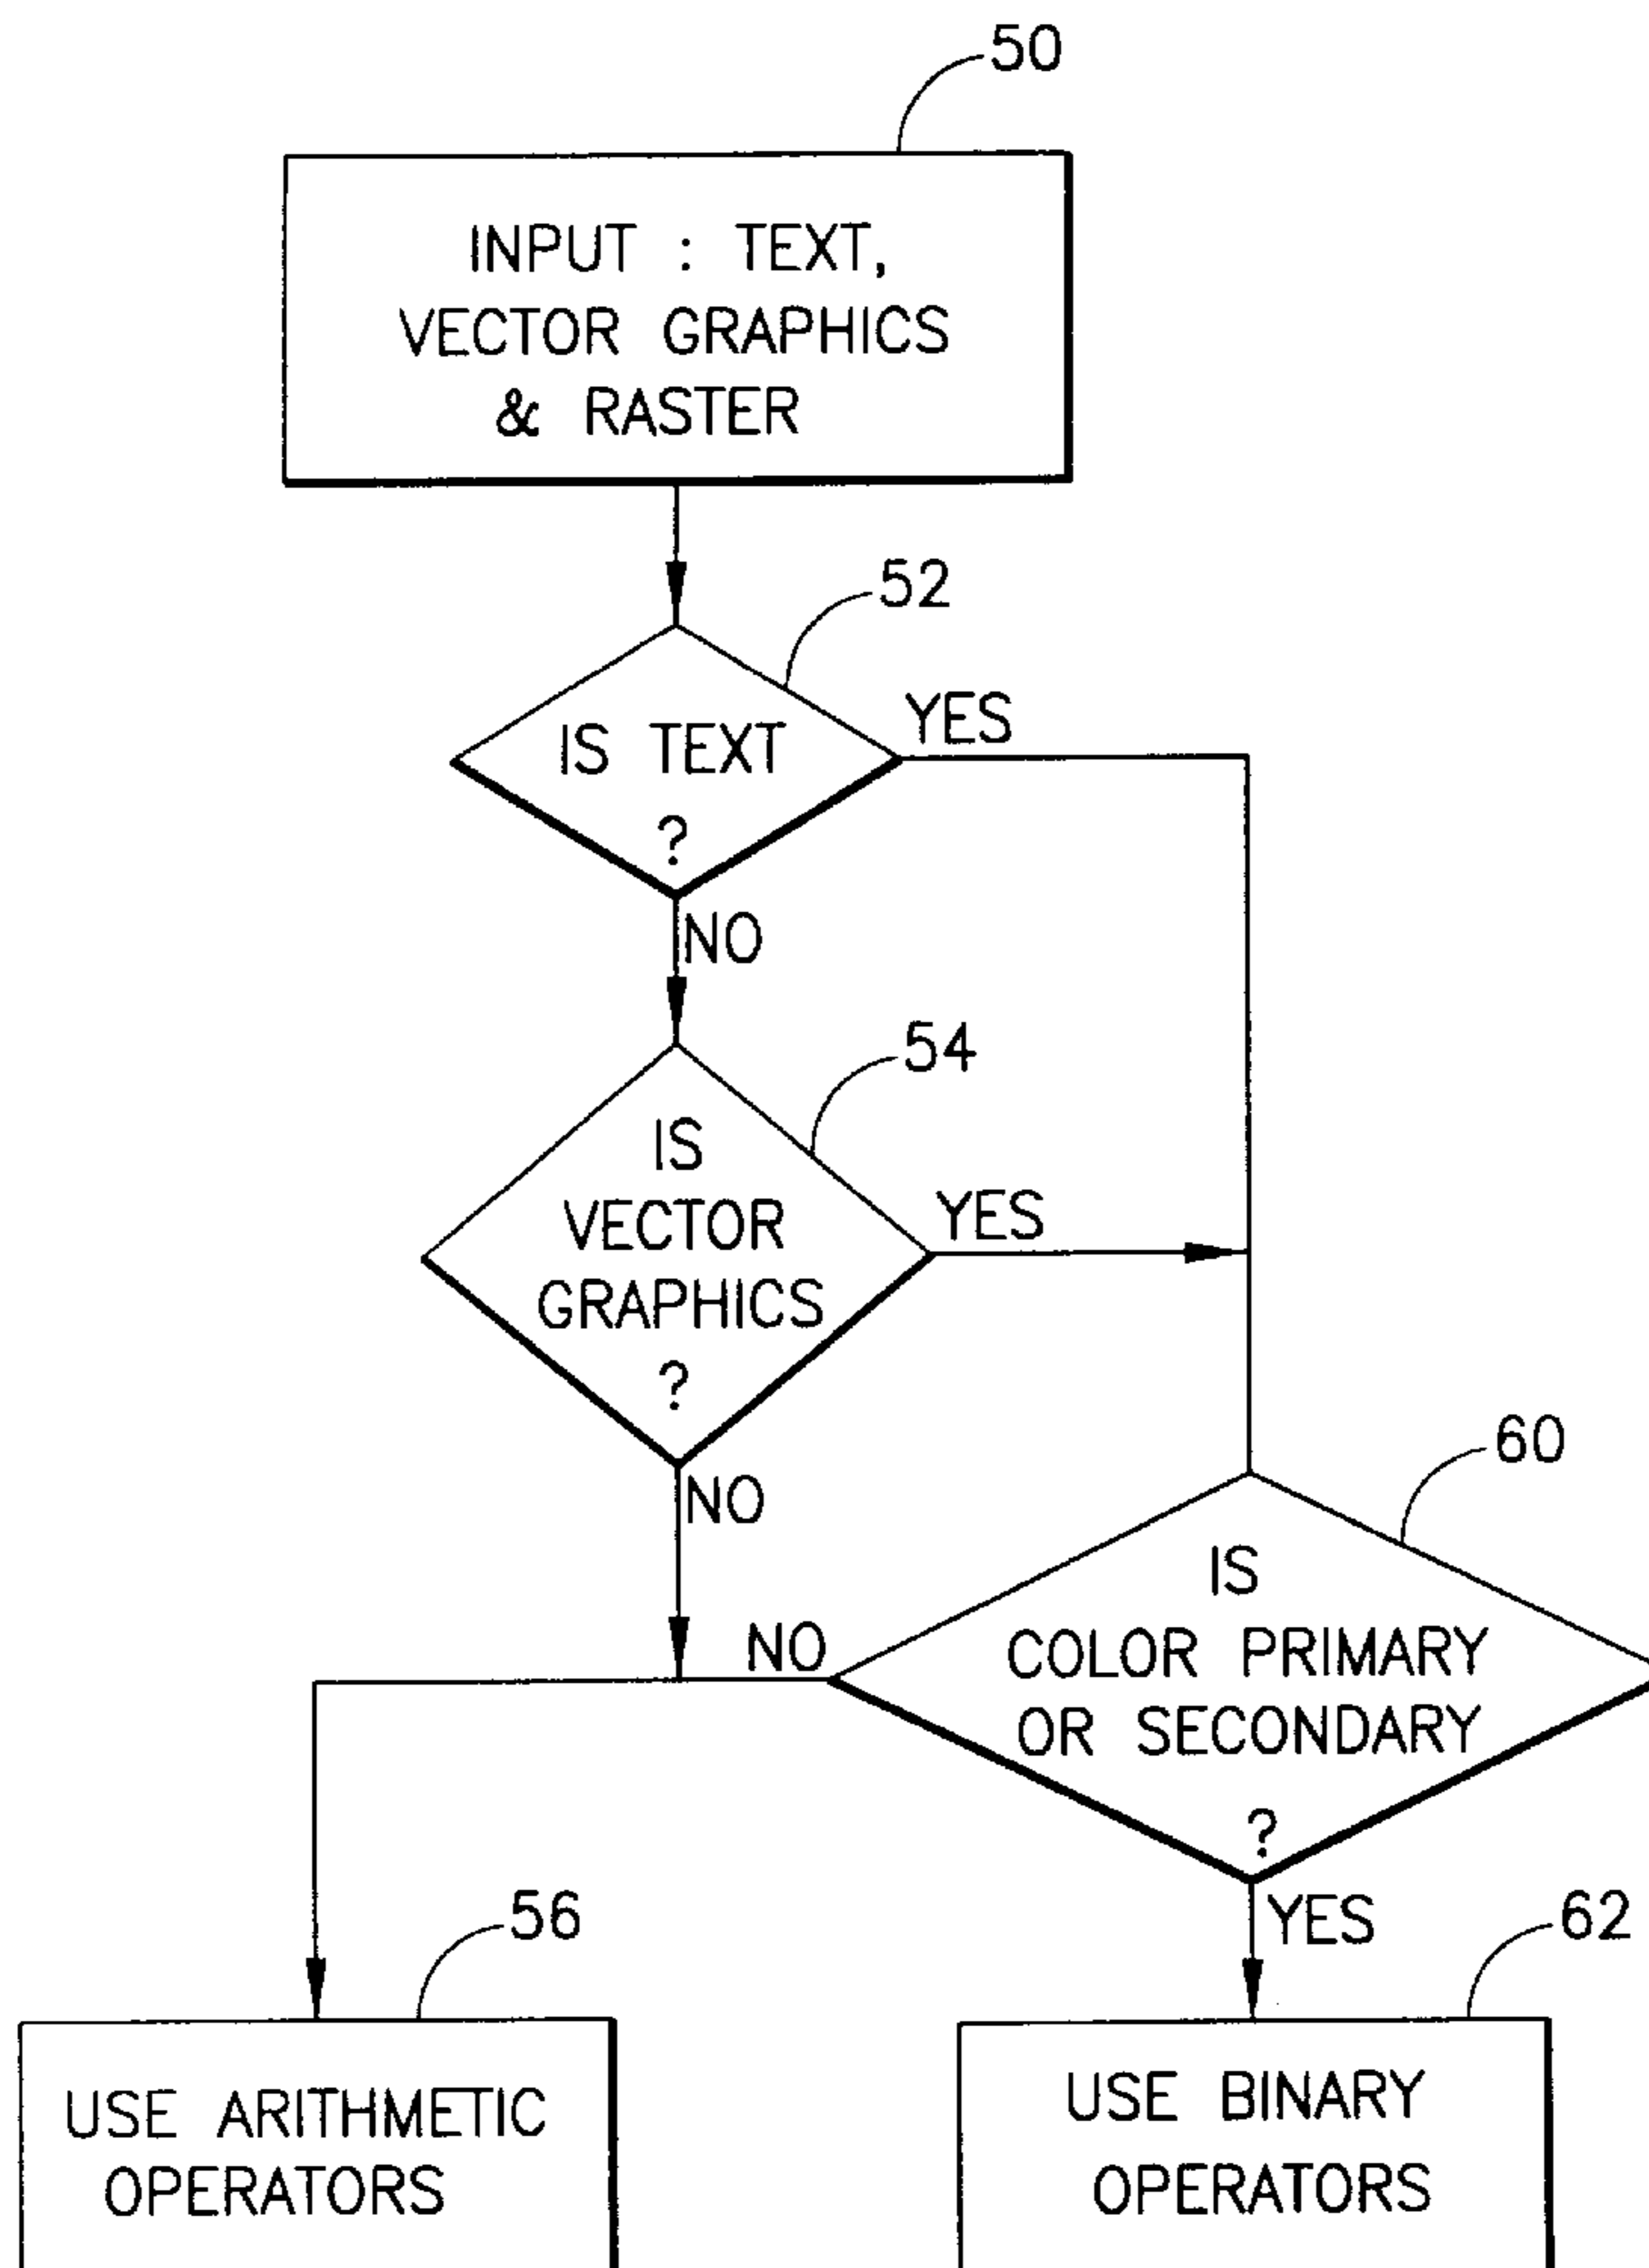 50
INPUT : TEXT,
VECTOR GRAPHICS
& RASTER
52
IS TEXT
?
YES
NO
54
IS
VECTOR
GRAPHICS
?
YES
NO
60
IS
COLOR PRIMARY
OR SECONDARY
?
NO
YES
56
USE ARITHMETIC
OPERATORS
62
USE BINARY
OPERATORS